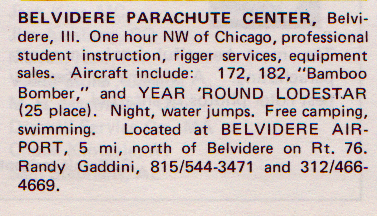 BELVIDERE PARACHUTE CENTER, Belvi-
dere, Ill. One hour NW of Chicago, professional
student instruction, rigger services, equipment
sales. Aircraft include: 172, 182, "Bamboo
Bomber," and YEAR 'ROUND LODESTAR
(25 place). Night, water jumps. Free camping,
swimming. Located at BELVIDERE AIR-
PORT, 5 mi, north of Belvidere on Rt. 76.
Randy Gaddini, 815/544-3471 and 312/466-
4669.